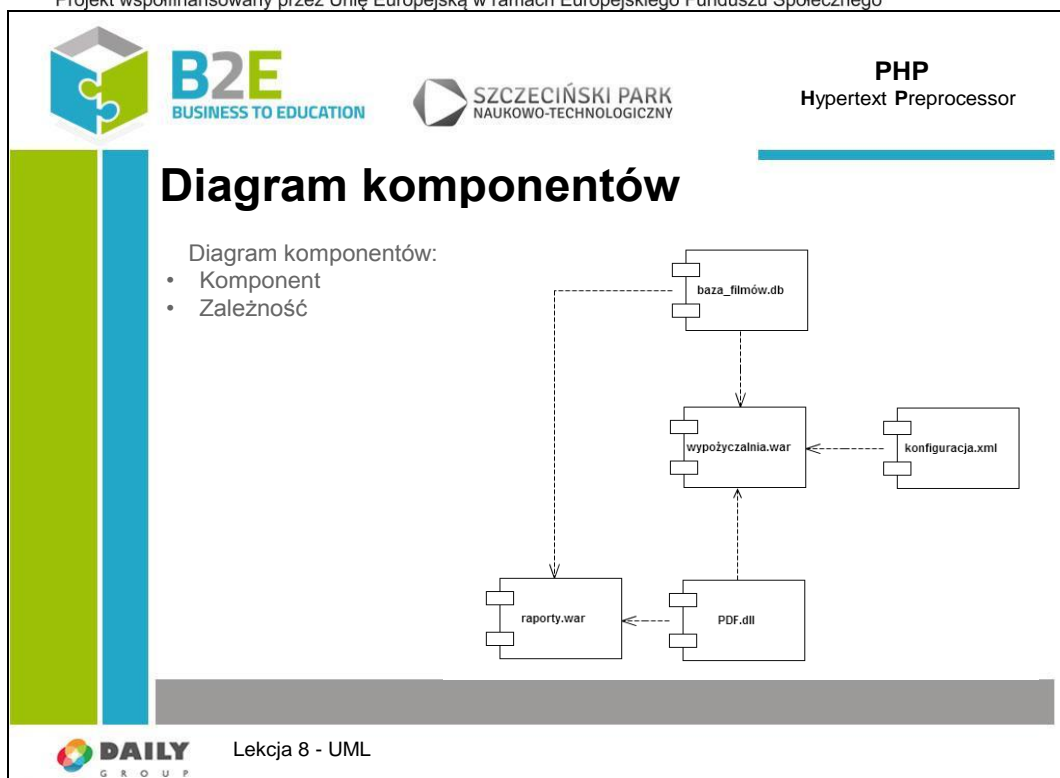 Projekt współfinansowany przez Unię Europejską w ramach Europejskiego Funduszu Społecznego
B2E
BUSINESS TO EDUCATION
SZCZECIŃSKI PARK
NAUKOWO-TECHNOLOGICZNY
PHP
Hypertext Preprocessor
Diagram komponentów
Diagram komponentów:
• Komponent
• Zależność
baza_filmów.db
wypożyczalnia.war
konfiguracja.xml
raporty.war
PDF.dll
DAILY
GROUP
Lekcja 8 - UML